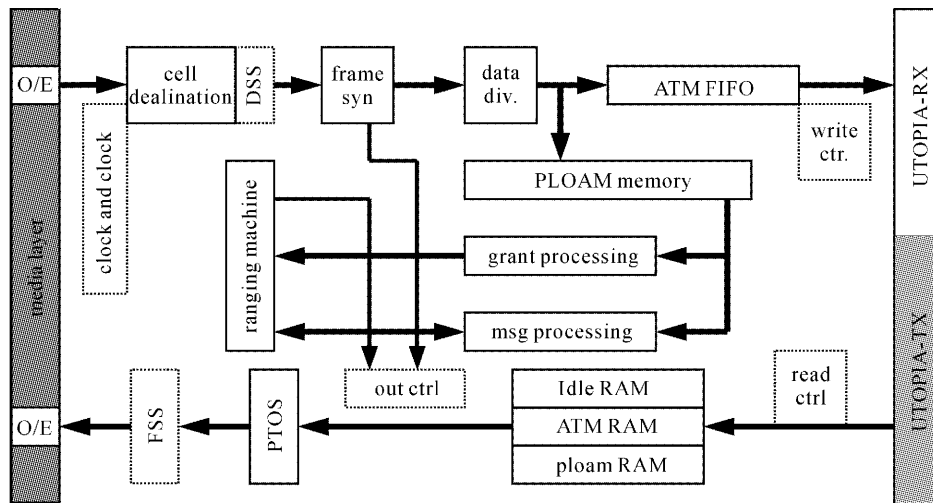 O/E
cell
dealination
DSS
frame
syn
data
div.
ATM FIFO
write
ctr.
UTOPIA-RX
clock and clock
media layer
PLOAM memory
ranging machine
grant processing
msg processing
out ctrl
Idle RAM
ATM RAM
ploam RAM
read
ctrl
UTOPIA-TX
O/E
FSS
PTOS